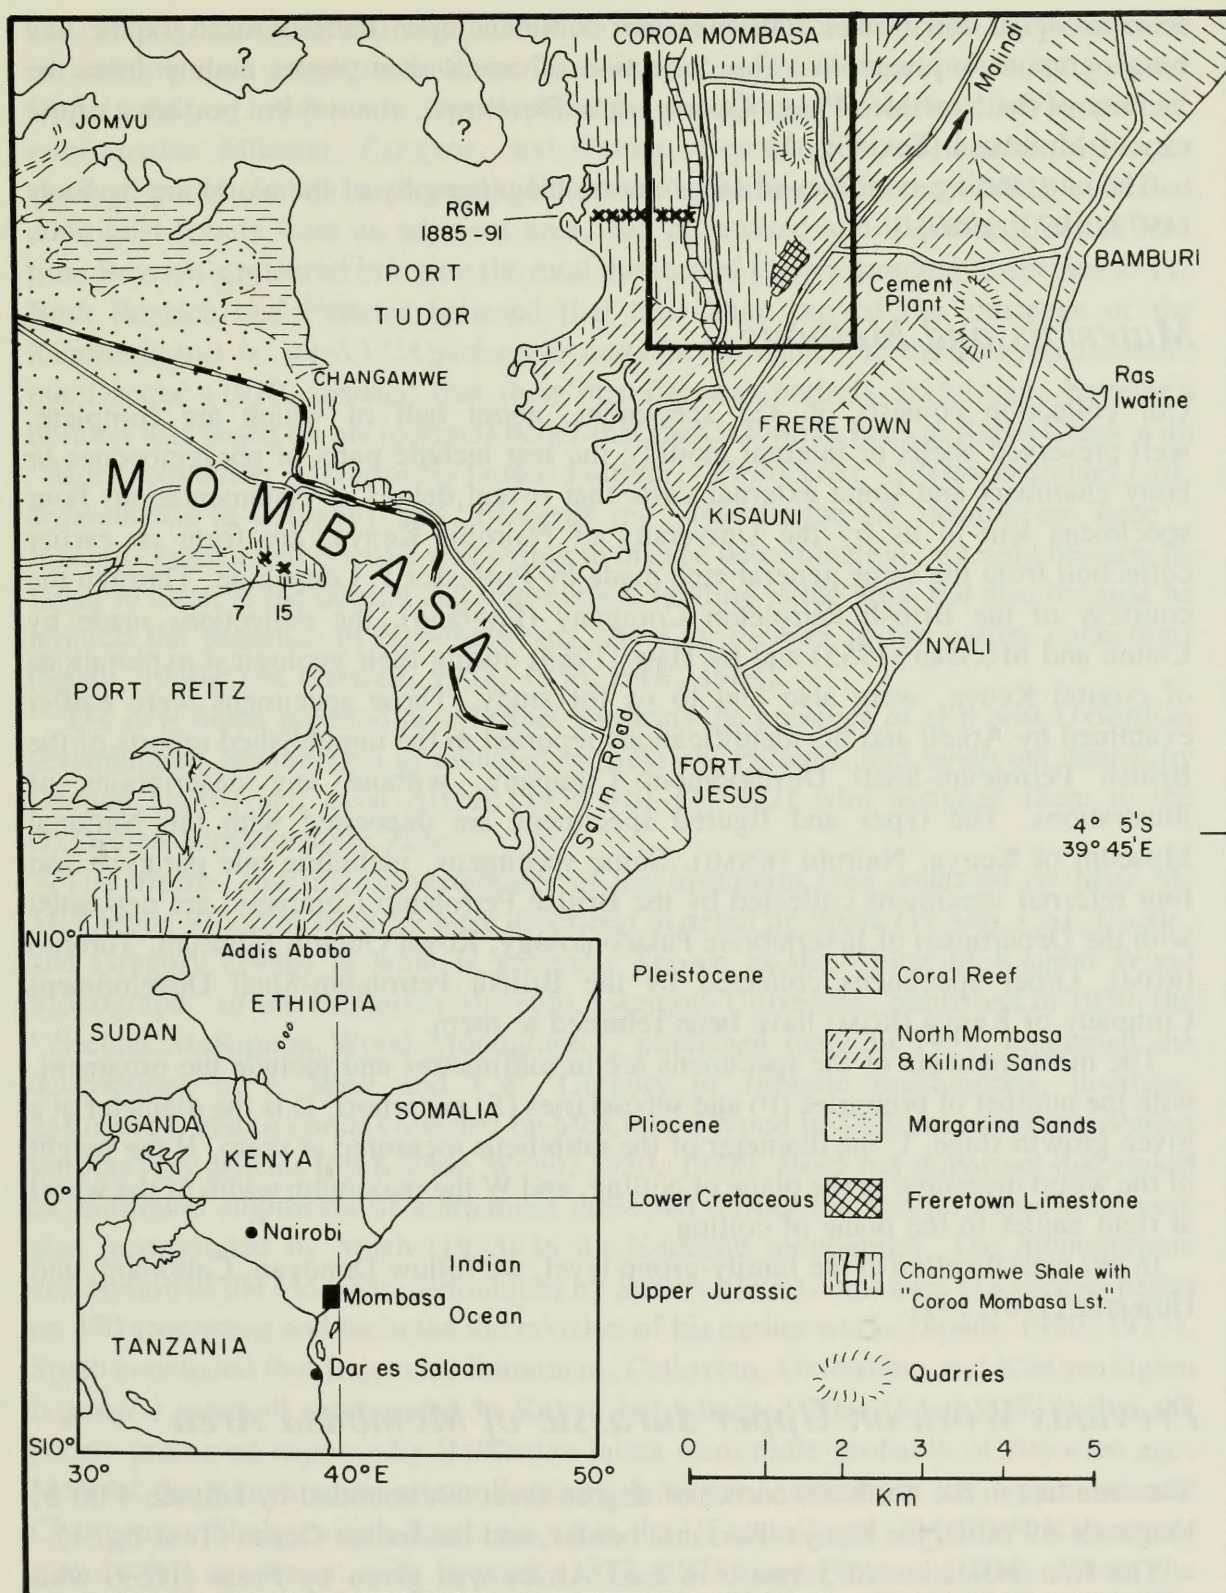 COROA MOMBASA
Malindi
?
?
JOMVU
RGM
1885-91
PORT
TUDOR
BAMBURI
Cement
Plant
CHANGAMWE
Ras
Iwatine
FRERETOWN
MOMBASA
KISAUNI
7 15
NYALI
PORT REITZ
Salim Road
FORT
JESUS
4° 5'S
39° 45'E
N10°
Addis Ababa
ETHIOPIA
SUDAN
SOMALIA
UGANDA
KENYA
0°
Nairobi
Indian
Ocean
Mombasa
TANZANIA
Dar es Salaam
S10°
30° 40°E 50°
Pleistocene
Coral Reef
North Mombasa
& Kilindi Sands
Pliocene
Margarina Sands
Lower Cretaceous
Freretown Limestone
Upper Jurassic
Changamwe Shale with
"Coroa Mombasa Lst."
Quarries
0 1 2 3 4 5
Km